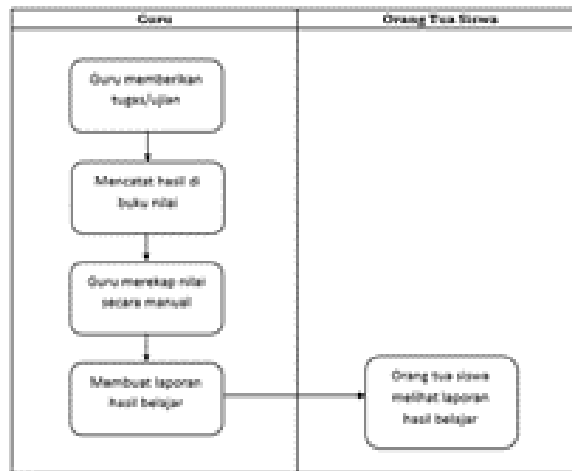 Guru
Orang Tua Siswa
Guru memberikan
tugas/ujian
Mencatat hasil di
buku nilai
Guru merekap nilai
secara manual
Membuat laporan
hasil belajar
Orang tua siswa
melihat laporan
hasil belajar